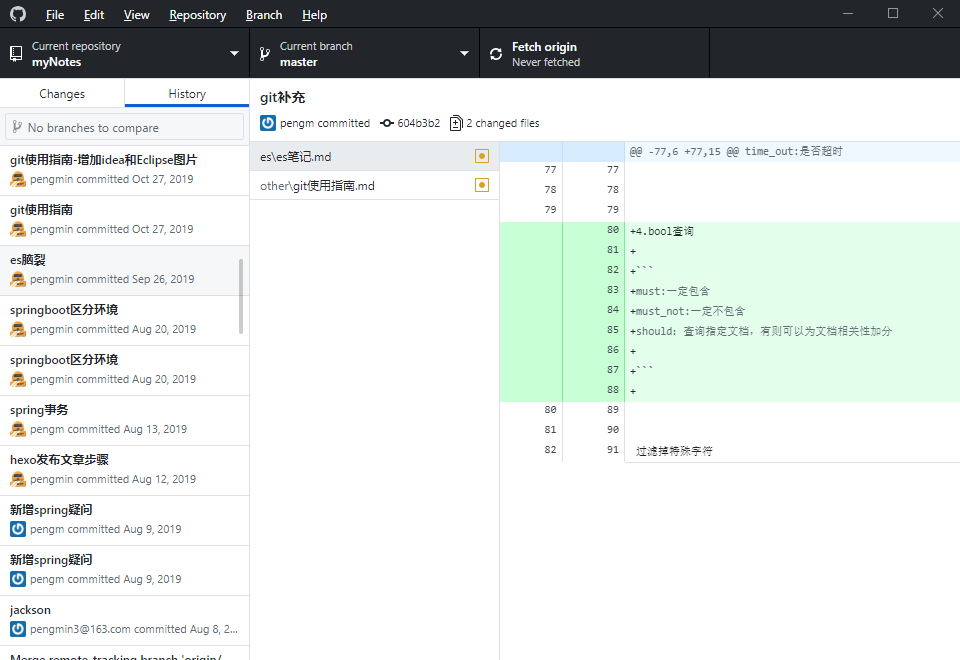 File Edit View Repository Branch Help
Current repository
myNotes
Current branch
master
Fetch origin
Never fetched
Changes
History
No branches to compare
git使用指南-增加idea和Eclipse图片
pengmin committed Oct 27, 2019
git使用指南
pengmin committed Oct 27, 2019
es脑裂
pengmin committed Sep 26, 2019
springboot区分环境
pengmin committed Aug 20, 2019
springboot区分环境
pengmin committed Aug 20, 2019
spring事务
pengm committed Aug 13, 2019
hexo发布文章步骤
pengmin committed Aug 12, 2019
新增spring疑问
pengm committed Aug 9, 2019
新增spring疑问
pengm committed Aug 9, 2019
jackson
pengmin3@163.com committed Aug 8, 2...
Merge remote-tracking branch 'origin/
git补充
pengm committed 604b3b2 2 changed files
es\es笔记.md
other\git使用指南.md
@@ -77,6 +77,15 @@ time_out:是否超时
77 77
78 78
79 79
80 +4.bool查询
81 +
82 +```
83 +must:一定包含
84 +must_not:一定不包含
85 +should: 查询指定文档，有则可以为文档相关性加分
86 +
87 +```
88 +
80 89
81 90
82 91 过滤掉特殊字符